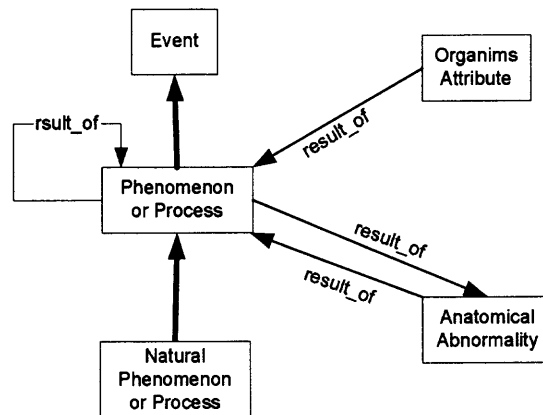 Event
Organims
Attribute
rsult_of
result_of
Phenomenon
or Process
result_of
result_of
Anatomical
Abnormality
Natural
Phenomenon
or Process